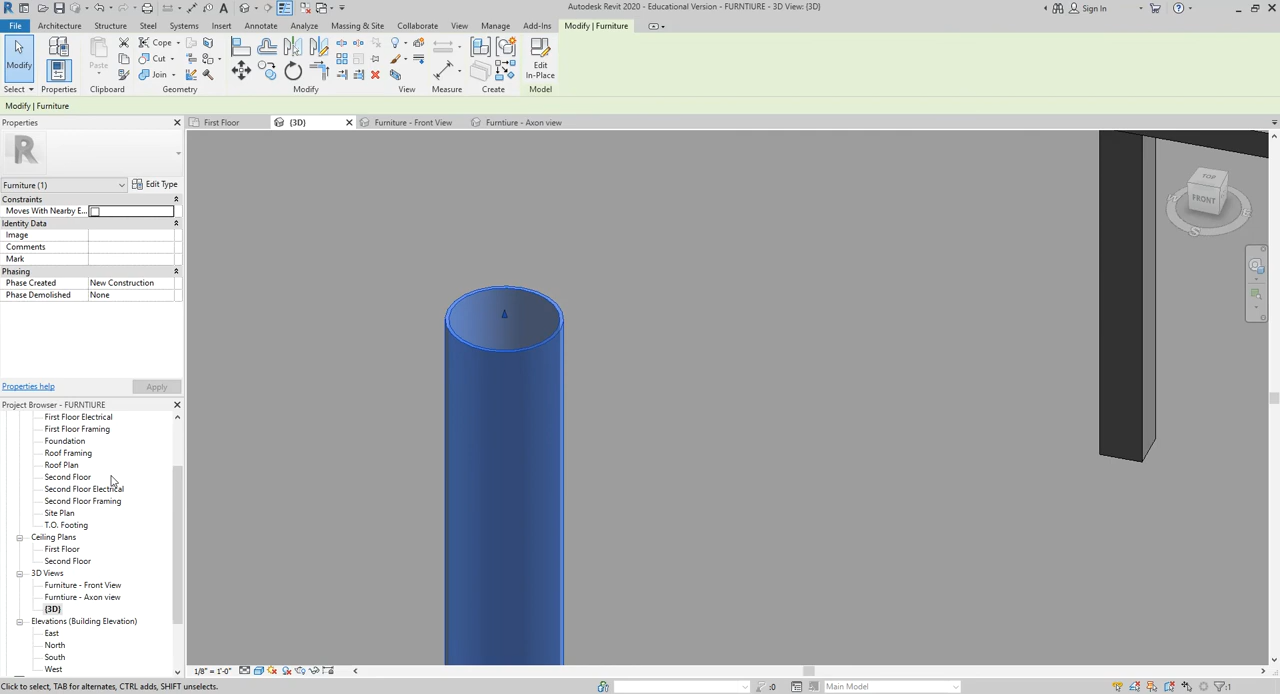 Autodesk Revit 2020 - Educational Version - FURNTIURE - 3D View: {3D}
Sign In
File Architecture Structure Steel Systems Insert Annotate Analyze Massing & Site Collaborate View Manage Add-Ins Modify | Furniture
Modify
Paste
Cope
Cut
Join
Edit
In-Place
Select Properties Clipboard Geometry Modify View Measure Create Model
Modify | Furniture
Properties
First Floor
{3D}
Furniture - Front View
Furntiure - Axon view
R
Furniture (1)
Edit Type
Constraints
Moves With Nearby E...
Identity Data
Image
Comments
Mark
Phasing
Phase Created New Construction
Phase Demolished None
Properties help
Apply
Project Browser - FURNTIURE
First Floor Electrical
First Floor Framing
Foundation
Roof Framing
Roof Plan
Second Floor
Second Floor Electrical
Second Floor Framing
Site Plan
T.O. Footing
Ceiling Plans
First Floor
Second Floor
3D Views
Furniture - Front View
Furntiure - Axon view
{3D}
Elevations (Building Elevation)
East
North
South
West
TOP
FRONT
S
1/8" = 1'-0"
Click to select, TAB for alternates, CTRL adds, SHIFT unselects.
:0
Main Model
:1